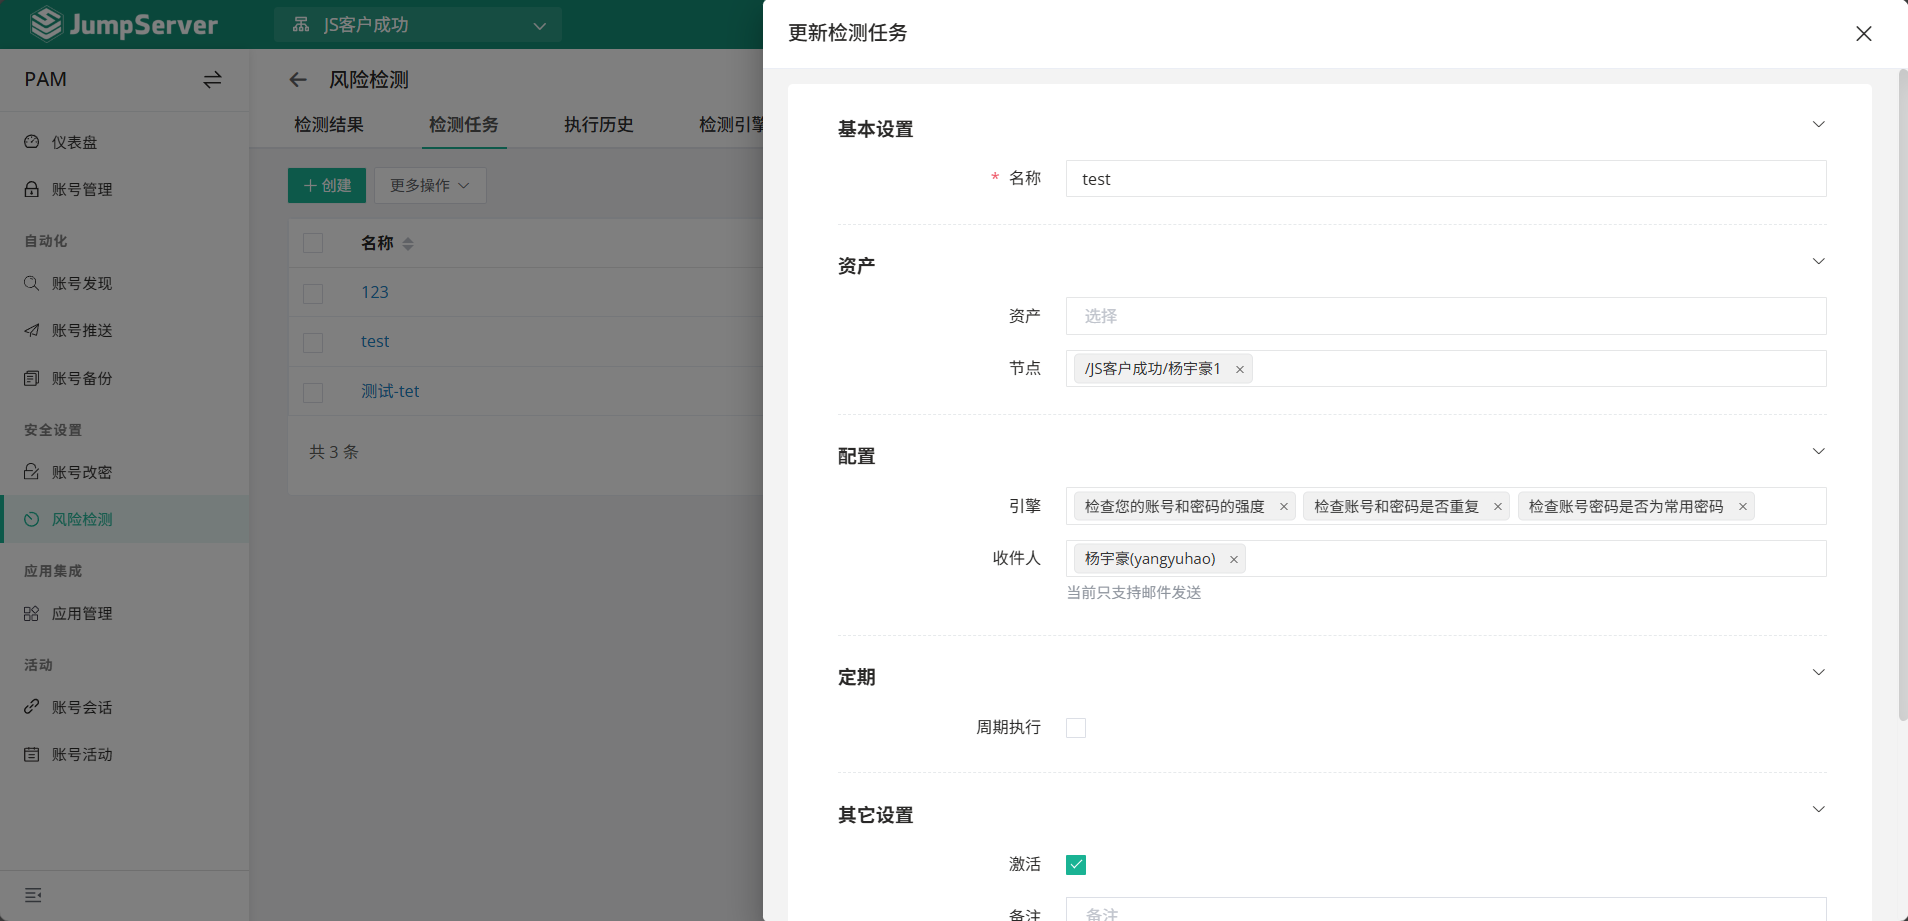 JumpServer
JS客户成功
PAM
仪表盘
账号管理
自动化
账号发现
账号推送
账号备份
安全设置
账号改密
风险检测
应用集成
应用管理
活动
账号会话
账号活动
风险检测
检测结果
检测任务
执行历史
检测引擎
创建
更多操作
名称
123
test
测试-tet
共 3 条
更新检测任务
基本设置
* 名称
test
资产
资产
选择
节点
/JS客户成功/杨宇豪1
配置
引擎
检查您的账号和密码的强度
检查账号和密码是否重复
检查账号密码是否为常用密码
收件人
杨宇豪(yangyuhao)
当前只支持邮件发送
定期
周期执行
其它设置
激活
备注
备注